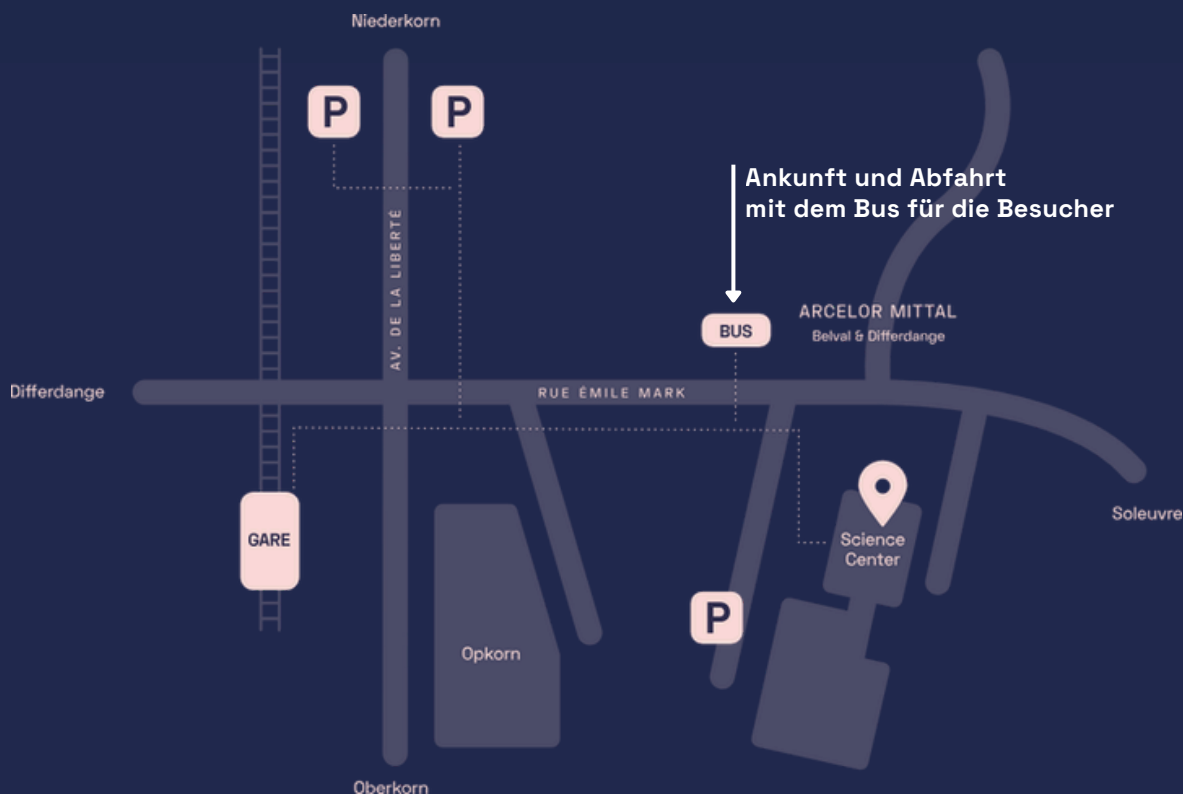 Niederkorn
P
P
Ankunft und Abfahrt
mit dem Bus für die Besucher
AV. DE LA LIBERTÉ
BUS
ARCELOR MITTAL
Belval & Differdange
Differdange
RUE ÉMILE MARK
Soleuvre
GARE
Science
Center
P
Opkorn
Oberkorn